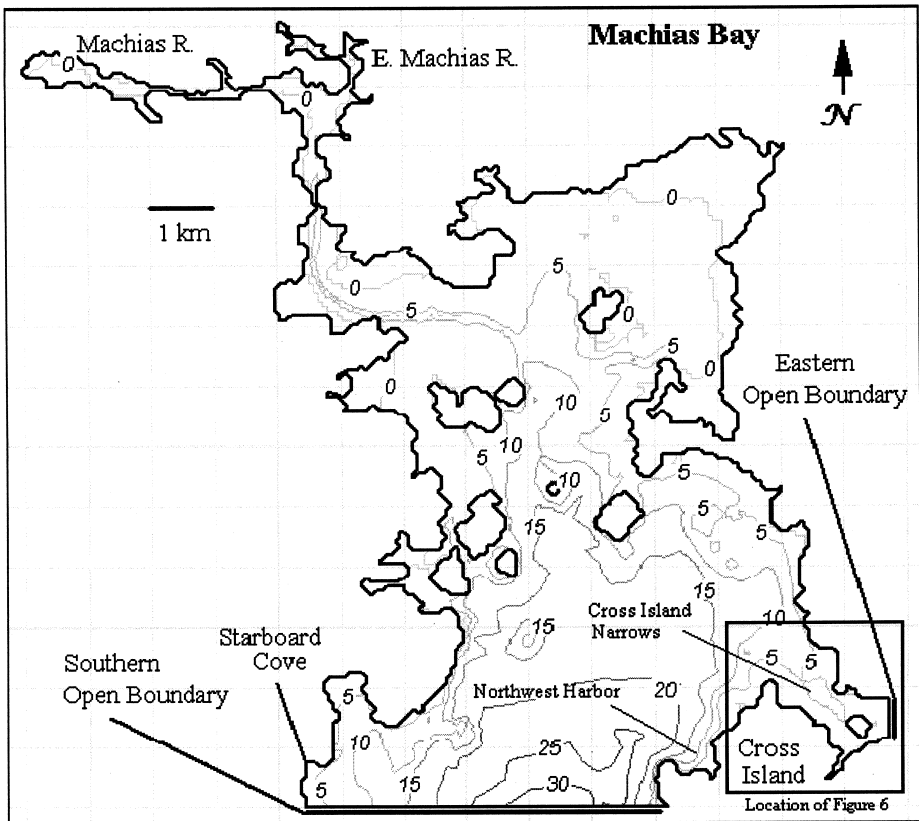 Machias Bay
Machias R.
E. Machias R.
N
0
0
0
1 km
5
0
5
0
5
0
Eastern
Open Boundary
0
10
5
10
5
5
10
5
15
5
15
Cross Island
Narrows
10
15
Starboard
Cove
5
5
Southern
Open Boundary
Northwest Harbor
20
5
10
25
Cross
Island
15
30
5
Location of Figure 6